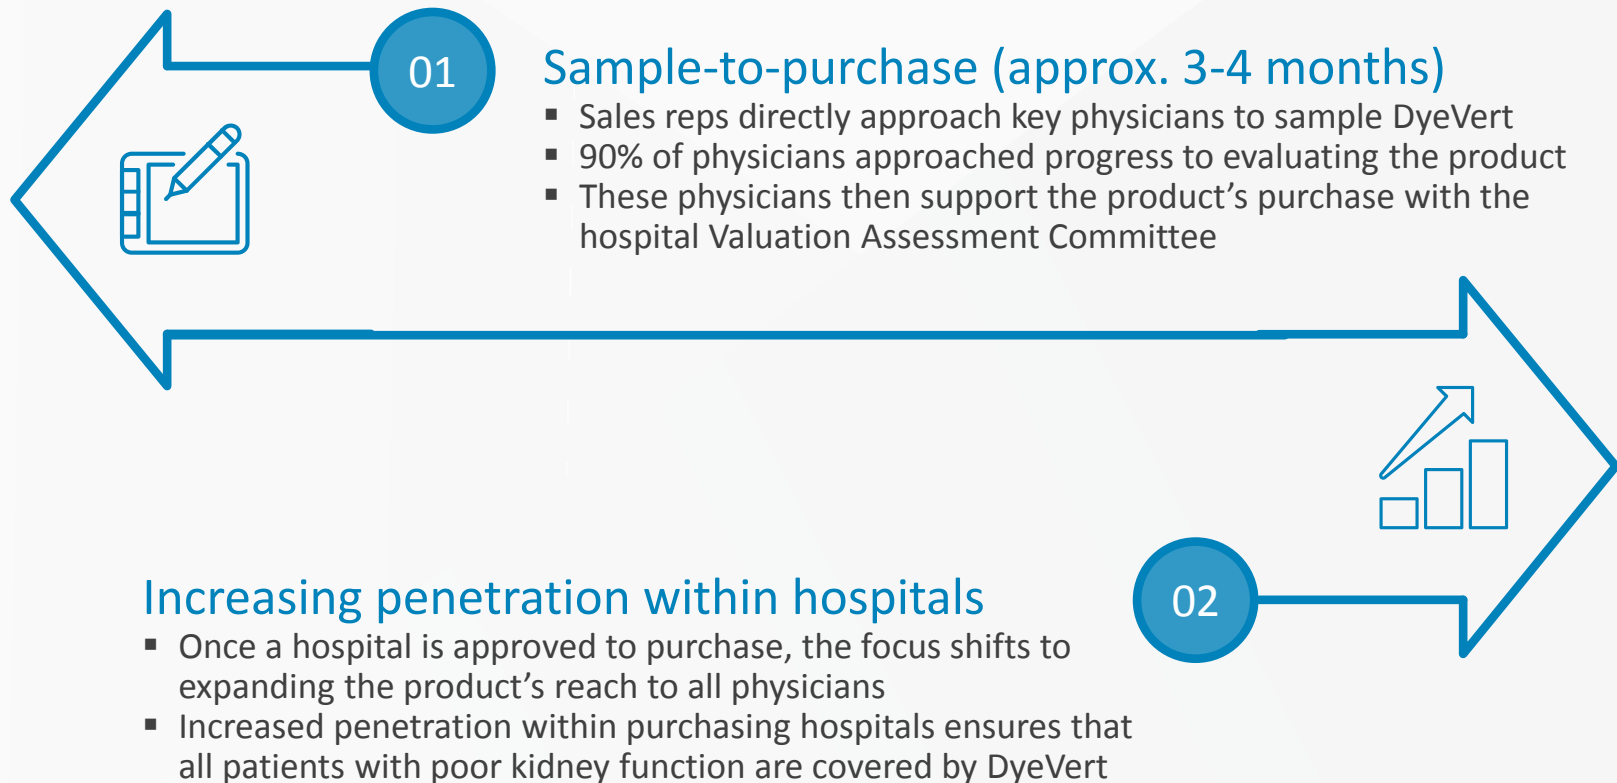 01
Sample-to-purchase (approx. 3-4 months)
▪ Sales reps directly approach key physicians to sample DyeVert
▪ 90% of physicians approached progress to evaluating the product
▪ These physicians then support the product’s purchase with the
hospital Valuation Assessment Committee
Increasing penetration within hospitals
02
▪ Once a hospital is approved to purchase, the focus shifts to
expanding the product’s reach to all physicians
▪ Increased penetration within purchasing hospitals ensures that
all patients with poor kidney function are covered by DyeVert